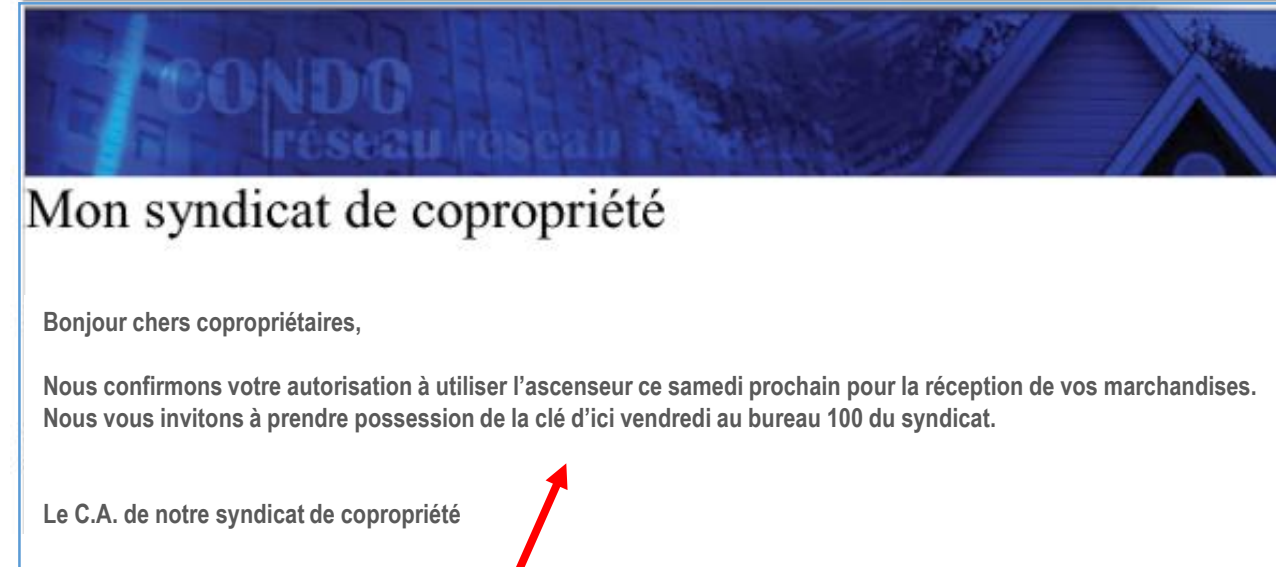 CONDO
réseau réseau
Mon syndicat de copropriété
Bonjour chers copropriétaires,
Nous confirmons votre autorisation à utiliser l’ascenseur ce samedi prochain pour la réception de vos marchandises.
Nous vous invitons à prendre possession de la clé d’ici vendredi au bureau 100 du syndicat.
Le C.A. de notre syndicat de copropriété